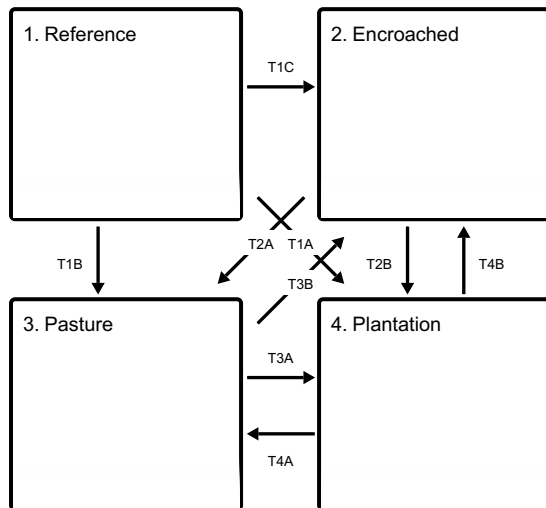 1. Reference
2. Encroached
T1C
T2A
T1A
T1B
T3B
T2B
T4B
3. Pasture
4. Plantation
T3A
T4A